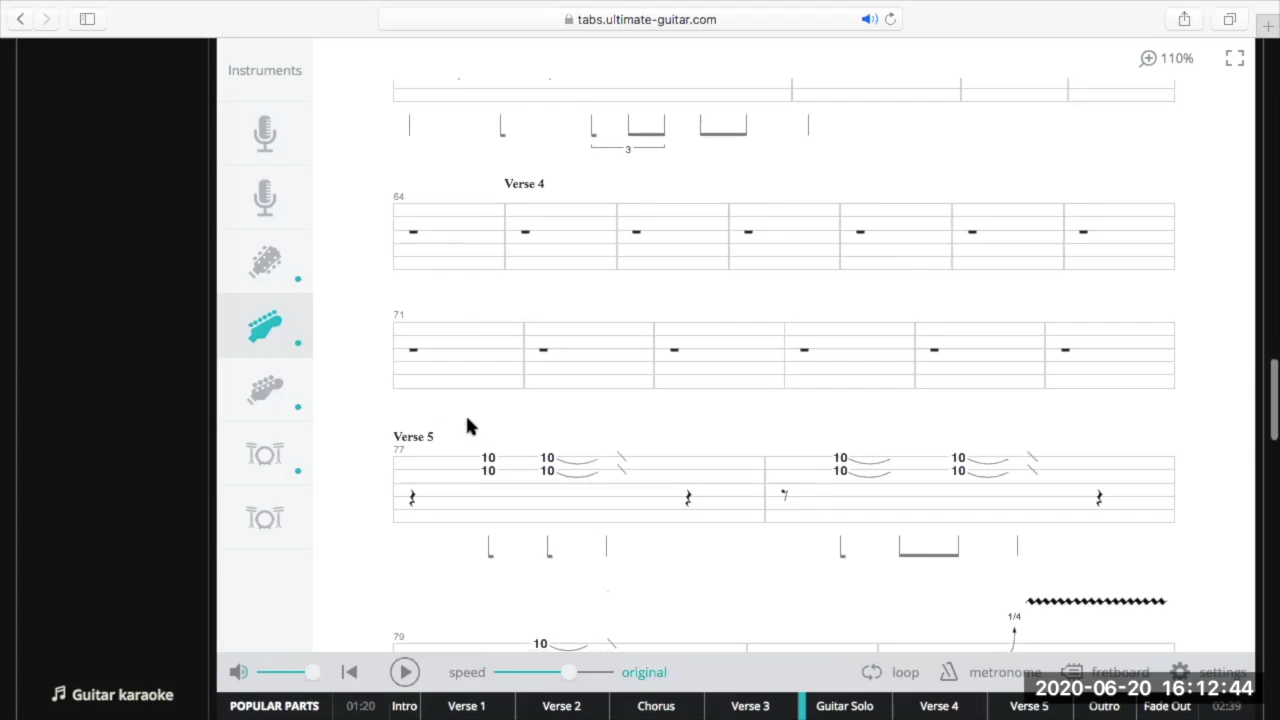 tabs.ultimate-guitar.com
Instruments
110%
3
Verse 4
64
71
Verse 5
77
10 10 10 10
10 10 10 10
1/4
79
10
speed original loop metronome fretboard settings
2020-06-20 16:12:44
Guitar karaoke
POPULAR PARTS 01:20 Intro Verse 1 Verse 2 Chorus Verse 3 Guitar Solo Verse 4 Verse 5 Outro Fade Out 02:39